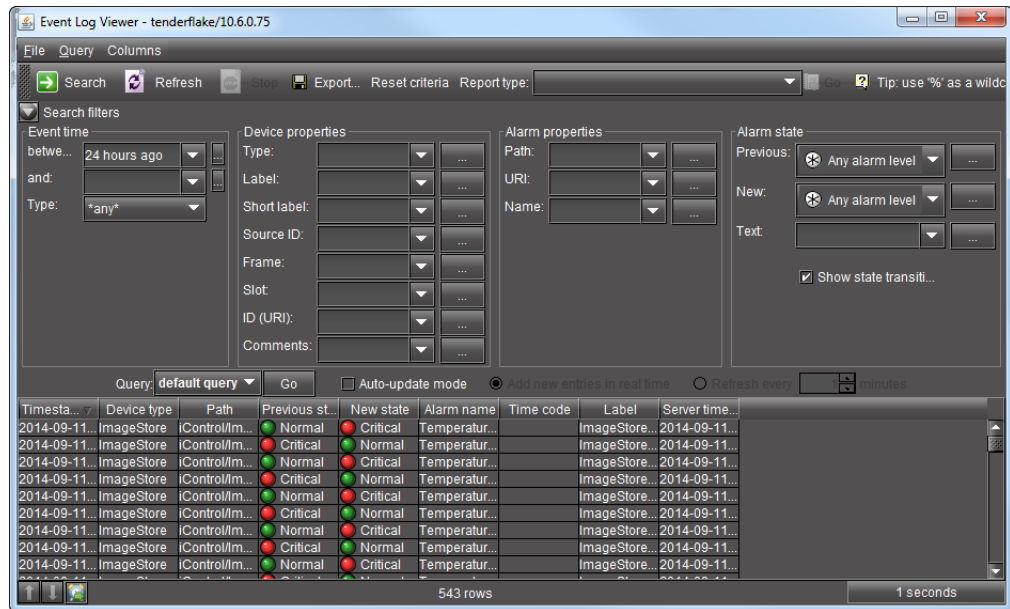 Event Log Viewer - tenderflake/10.6.0.75
File Query Columns
Search Refresh Stop Export... Reset criteria Report type: Go Tip: use '%' as a wildc
Search filters
Event time Device properties Alarm properties Alarm state
betwe... 24 hours ago ... Type: ... Path: ... Previous: Any alarm level ...
and: ... Label: ... URI: ... New: Any alarm level ...
Type: *any* Short label: ... Name: ... Text: ...
Source ID: ...
Frame: ... Show state transiti...
Slot: ...
ID (URI): ...
Comments: ...
Query: default query Go Auto-update mode Add new entries in real time Refresh every 1 minutes
Timesta... Device type Path Previous st... New state Alarm name Time code Label Server time...
2014-09-11... ImageStore iControl/Im... Normal Critical Temperatur... ImageStore... 2014-09-11...
2014-09-11... ImageStore iControl/Im... Critical Normal Temperatur... ImageStore... 2014-09-11...
2014-09-11... ImageStore iControl/Im... Normal Critical Temperatur... ImageStore... 2014-09-11...
2014-09-11... ImageStore iControl/Im... Critical Normal Temperatur... ImageStore... 2014-09-11...
2014-09-11... ImageStore iControl/Im... Normal Critical Temperatur... ImageStore... 2014-09-11...
2014-09-11... ImageStore iControl/Im... Normal Critical Temperatur... ImageStore... 2014-09-11...
2014-09-11... ImageStore iControl/Im... Normal Critical Temperatur... ImageStore... 2014-09-11...
2014-09-11... ImageStore iControl/Im... Critical Normal Temperatur... ImageStore... 2014-09-11...
2014-09-11... ImageStore iControl/Im... Normal Critical Temperatur... ImageStore... 2014-09-11...
543 rows 1 seconds